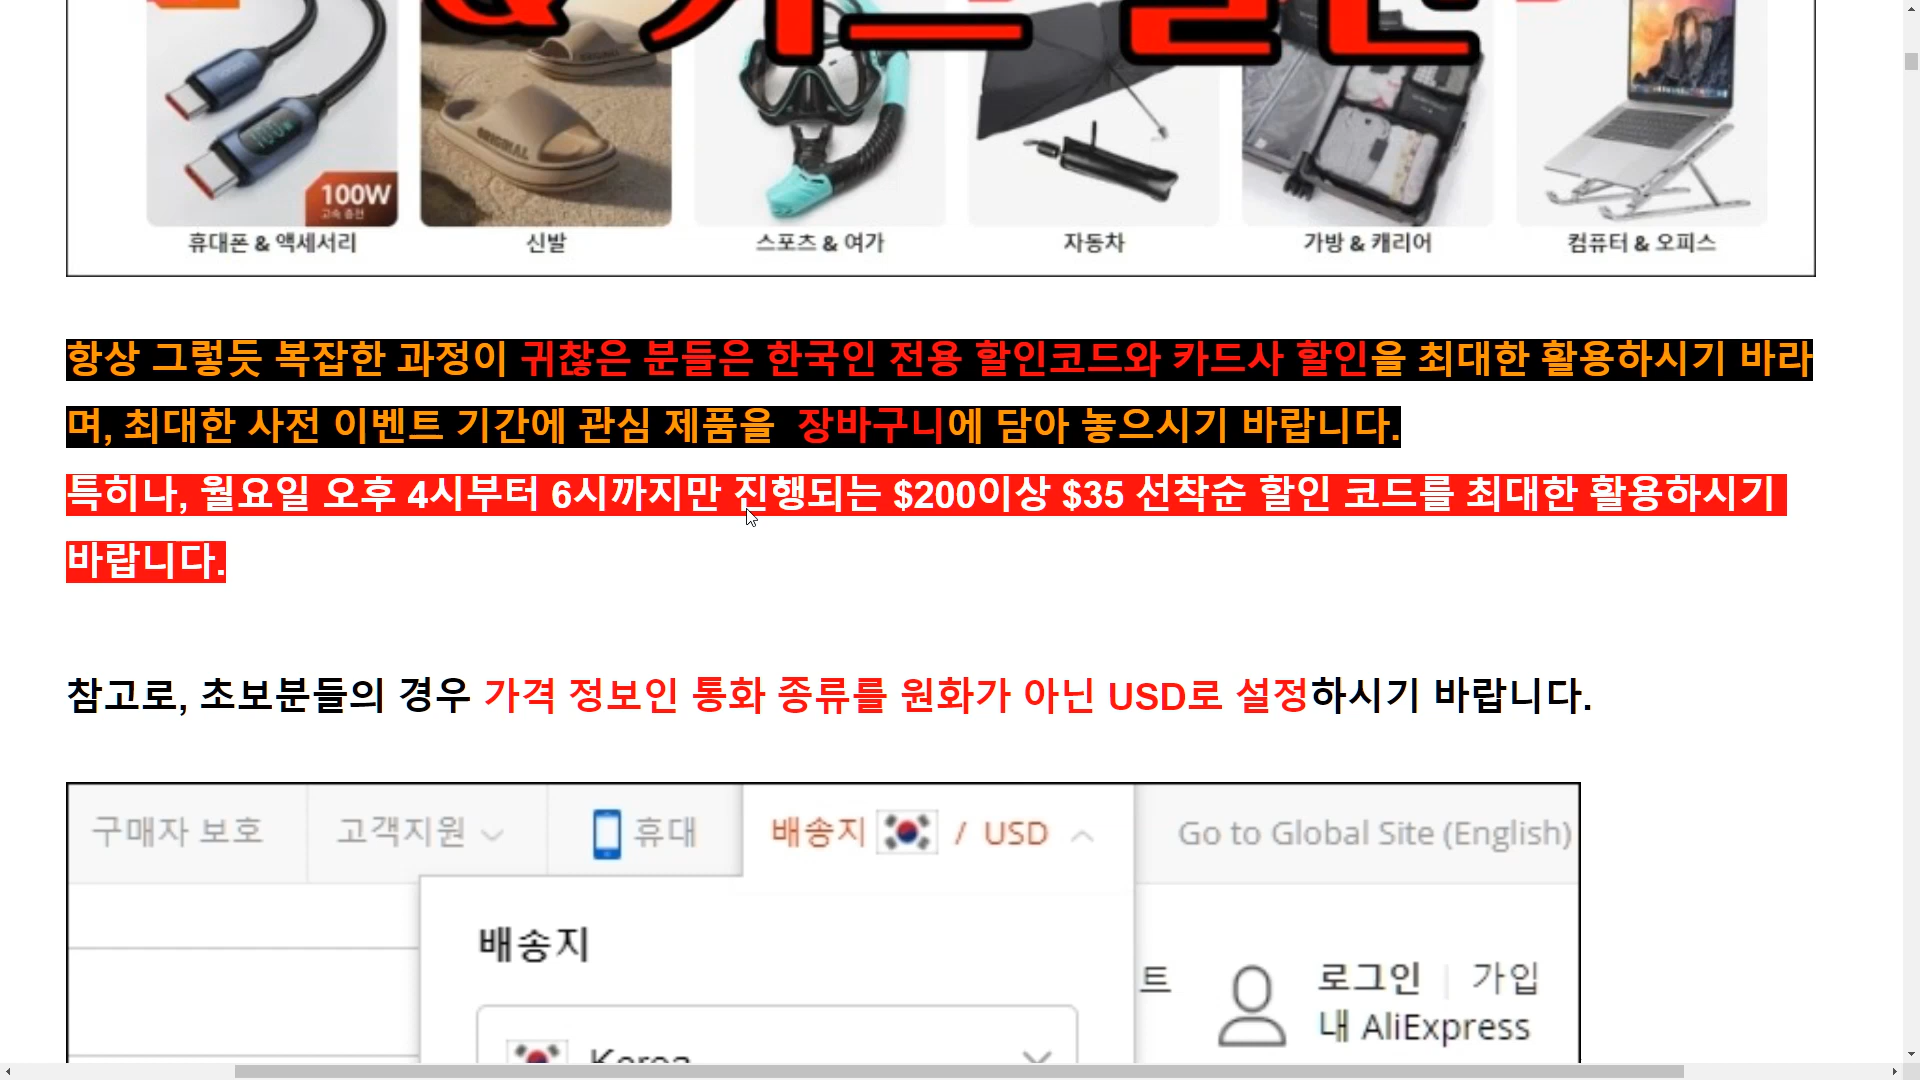 & 카드 할인
100W
고속 충전
ORIGINAL
휴대폰 & 액세서리
신발
스포츠 & 여가
자동차
가방 & 캐리어
컴퓨터 & 오피스
항상 그렇듯 복잡한 과정이 귀찮은 분들은 한국인 전용 할인코드와 카드사 할인을 최대한 활용하시기 바라
며, 최대한 사전 이벤트 기간에 관심 제품을 장바구니에 담아 놓으시기 바랍니다.
특히나, 월요일 오후 4시부터 6시까지만 진행되는 $200이상 $35 선착순 할인 코드를 최대한 활용하시기
바랍니다.
참고로, 초보분들의 경우 가격 정보인 통화 종류를 원화가 아닌 USD로 설정하시기 바랍니다.
구매자 보호
고객지원
휴대
배송지 / USD
Go to Global Site (English)
배송지
트
로그인 | 가입
내 AliExpress
Korea